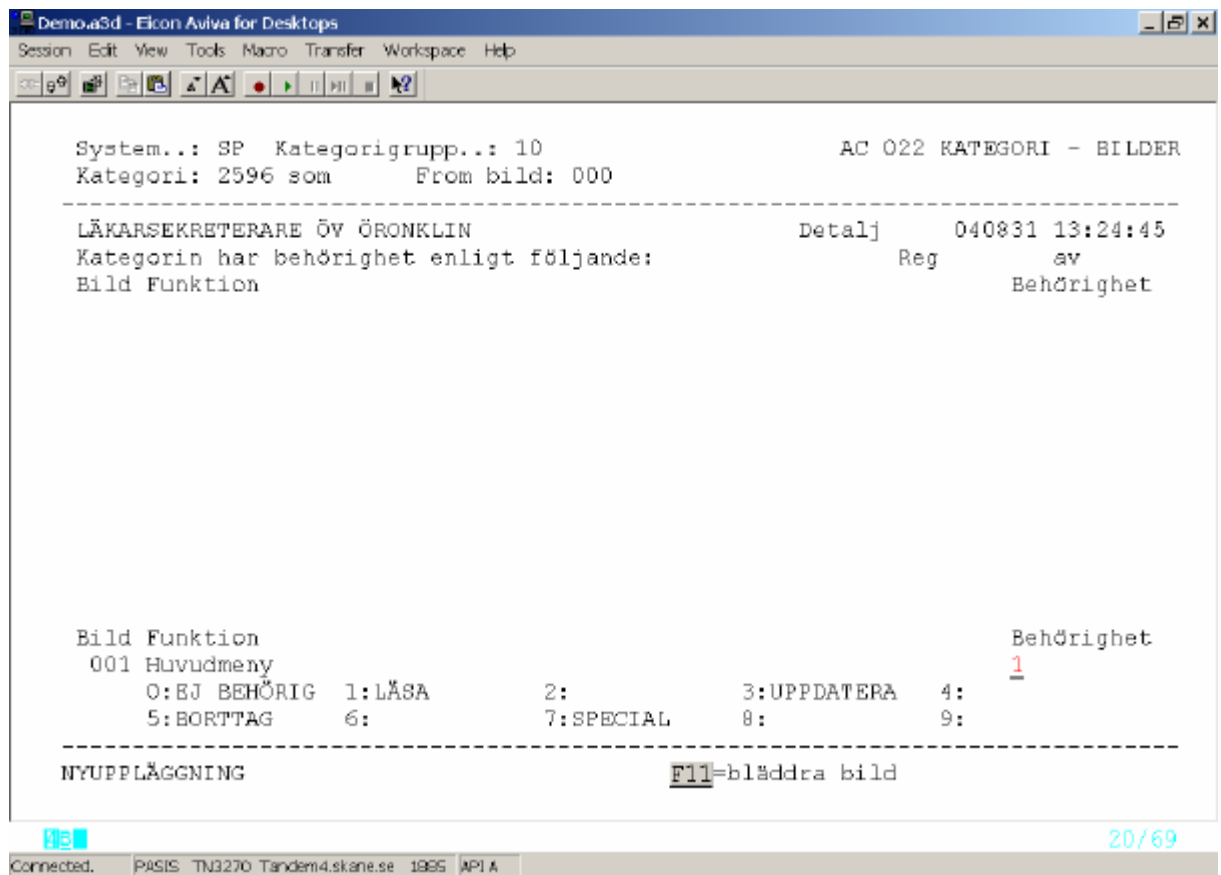 Demo.a3d - Eicon Aviva for Desktops
Session Edit View Tools Macro Transfer Workspace Help
System..: SP Kategorigrupp..: 10 AC 022 KATEGORI - BILDER
Kategori: 2596 som From bild: 000
LÄKARSEKRETERARE ÖV ÖRONKLIN Detalj 040831 13:24:45
Kategorin har behörighet enligt följande: Reg av
Bild Funktion Behörighet
Bild Funktion Behörighet
001 Huvudmeny 1
0:EJ BEHÖRIG 1:LÄSA 2: 3:UPPDATERA 4:
5:BORTTAG 6: 7:SPECIAL 8: 9:
NYUPPLÄGGNING F11=bläddra bild
20/69
Connected. PASIS TN3270 Tandem4.skane.se 1985 API A